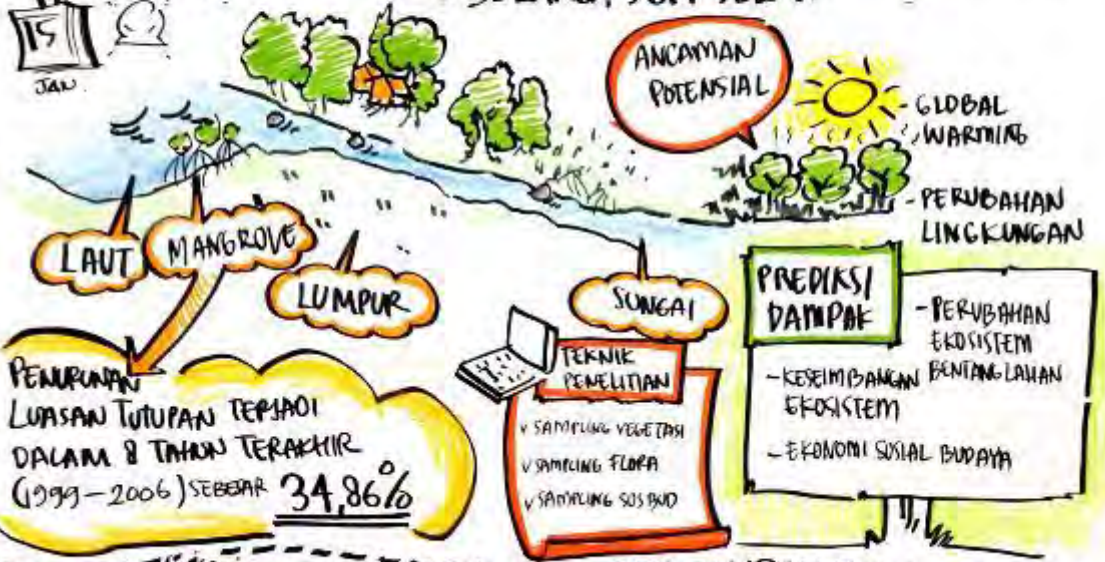 15
JAN
ANCAMAN
POTENSIAL
- GLOBAL
WARMING
- PERUBAHAN
LINGKUNGAN
LAUT
MANGROVE
LUMPUR
SUNGAI
PENURUNAN
LUASAN TUTUPAN TERJADI
DALAM 8 TAHUN TERAKHIR
(1999-2006) SEBESAR 34,86%
TEKNIK
PENELITIAN
v SAMPLING VEGETASI
v SAMPLING FLORA
v SAMPLING SOSBUD
PREDIKSI
DAMPAK
- PERUBAHAN
EKOSISTEM
BENTANG LAHAN
- KESEIMBANGAN
EKOSISTEM
- EKONOMI SOSIAL BUDAYA